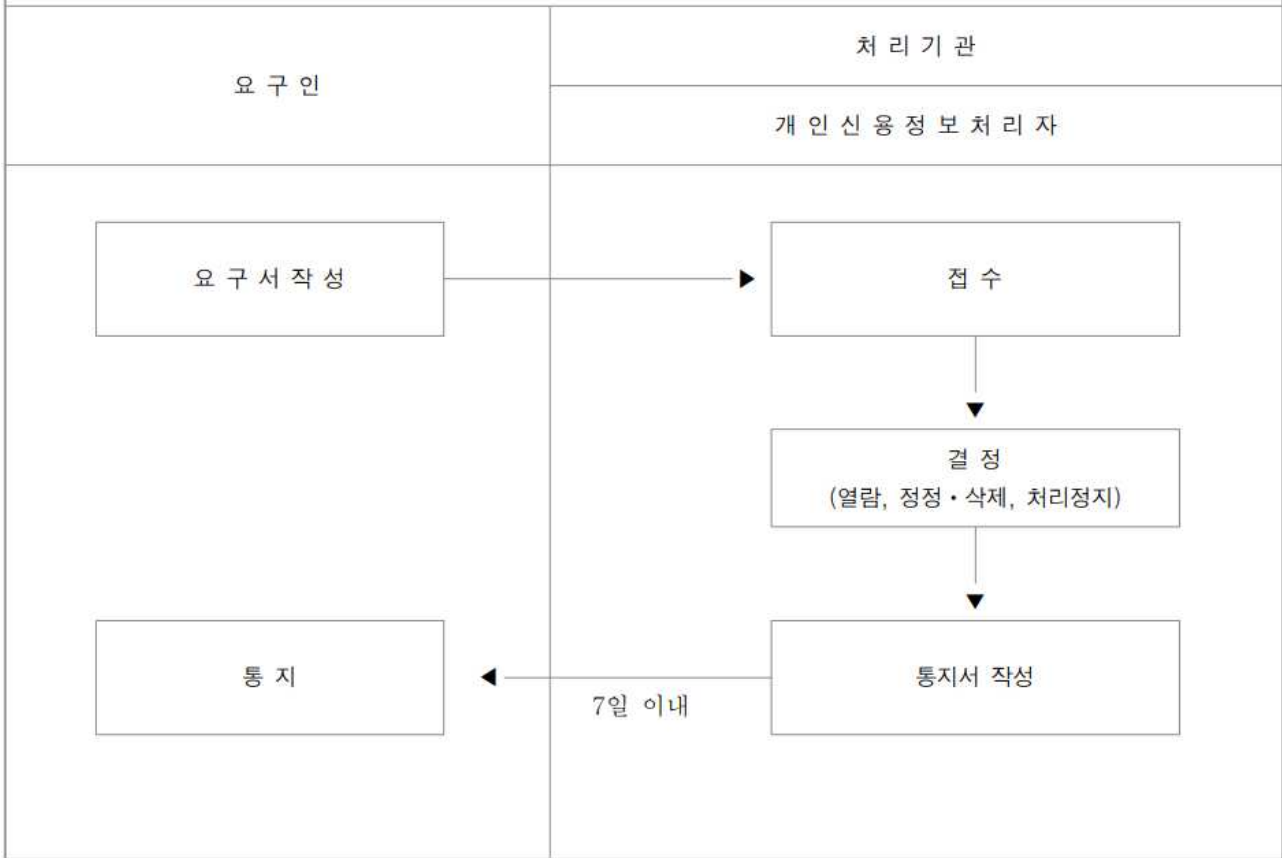 요 구 인
처 리 기 관
개 인 신 용 정 보 처 리 자
요 구 서 작 성
접 수
결 정
(열람, 정정・삭제, 처리정지)
통 지
7일 이내
통지서 작성